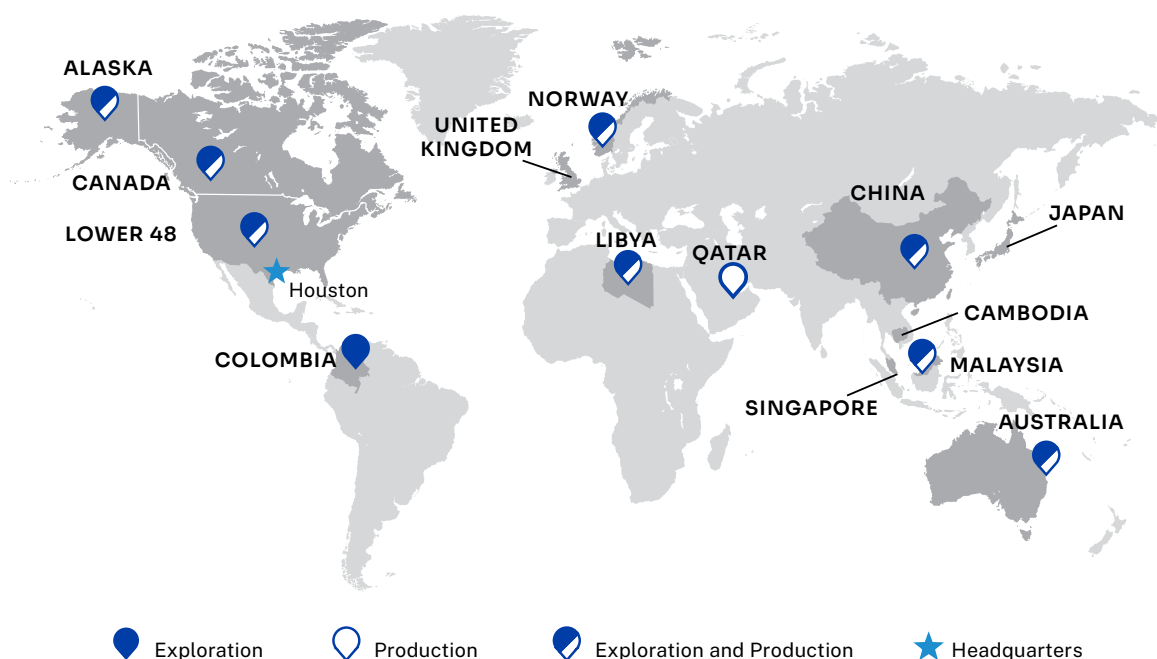 ALASKA
NORWAY
UNITED
KINGDOM
CANADA
CHINA
JAPAN
LOWER 48
LIBYA
QATAR
Houston
CAMBODIA
COLOMBIA
MALAYSIA
SINGAPORE
AUSTRALIA
Exploration
Production
Exploration and Production
Headquarters